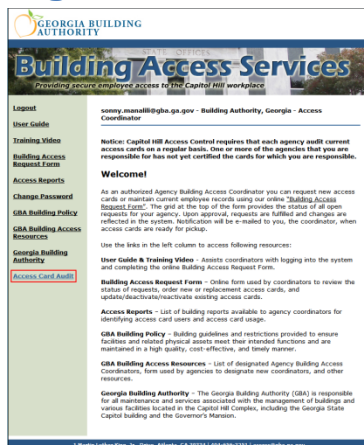 GEORGIA BUILDING
AUTHORITY
STATE OFFICES
Building Access Services
Providing secure employee access to the Capitol Hill workplace
Logout
User Guide
Training Video
Building Access
Request Form
Access Reports
Change Password
GBA Building Policy
GBA Building Access
Resources
Georgia Building
Authority
Access Card Audit
sonny.manalili@gba.ga.gov - Building Authority, Georgia - Access
Coordinator
Notice: Capitol Hill Access Control requires that each agency audit current
access cards on a regular basis. One or more of the agencies that you are
responsible for has not yet certified the cards for which you are responsible.
Welcome!
As an authorized Agency Building Access Coordinator you can request new access
cards or maintain current employee records using our online "Building Access
Request Form". The grid at the top of the form provides the status of all open
requests for your agency. Upon approval, requests are fulfilled and changes are
reflected in the system. Notification will be e-mailed to you, the coordinator, when
access cards are ready for pickup.
Use the links in the left column to access following resources:
User Guide & Training Video - Assists coordinators with logging into the system
and completing the online Building Access Request Form.
Building Access Request Form - Online form used by coordinators to review the
status of requests, order new or replacement access cards, and
update/deactivate/reactivate existing access cards.
Access Reports - List of building reports available to agency coordinators for
identifying access card users and access card usage.
GBA Building Policy - Building guidelines and restrictions provided to ensure
facilities and related physical assets meet their intended functions and are
maintained in a high quality, cost-effective, and timely manner.
GBA Building Access Resources - List of designated Agency Building Access
Coordinators, form used by agencies to designate new coordinators, and other
resources.
Georgia Building Authority - The Georgia Building Authority (GBA) is responsible
for all maintenance and services associated with the management of buildings and
various facilities located in the Capitol Hill Complex, including the Georgia State
Capitol building and the Governor's Mansion.